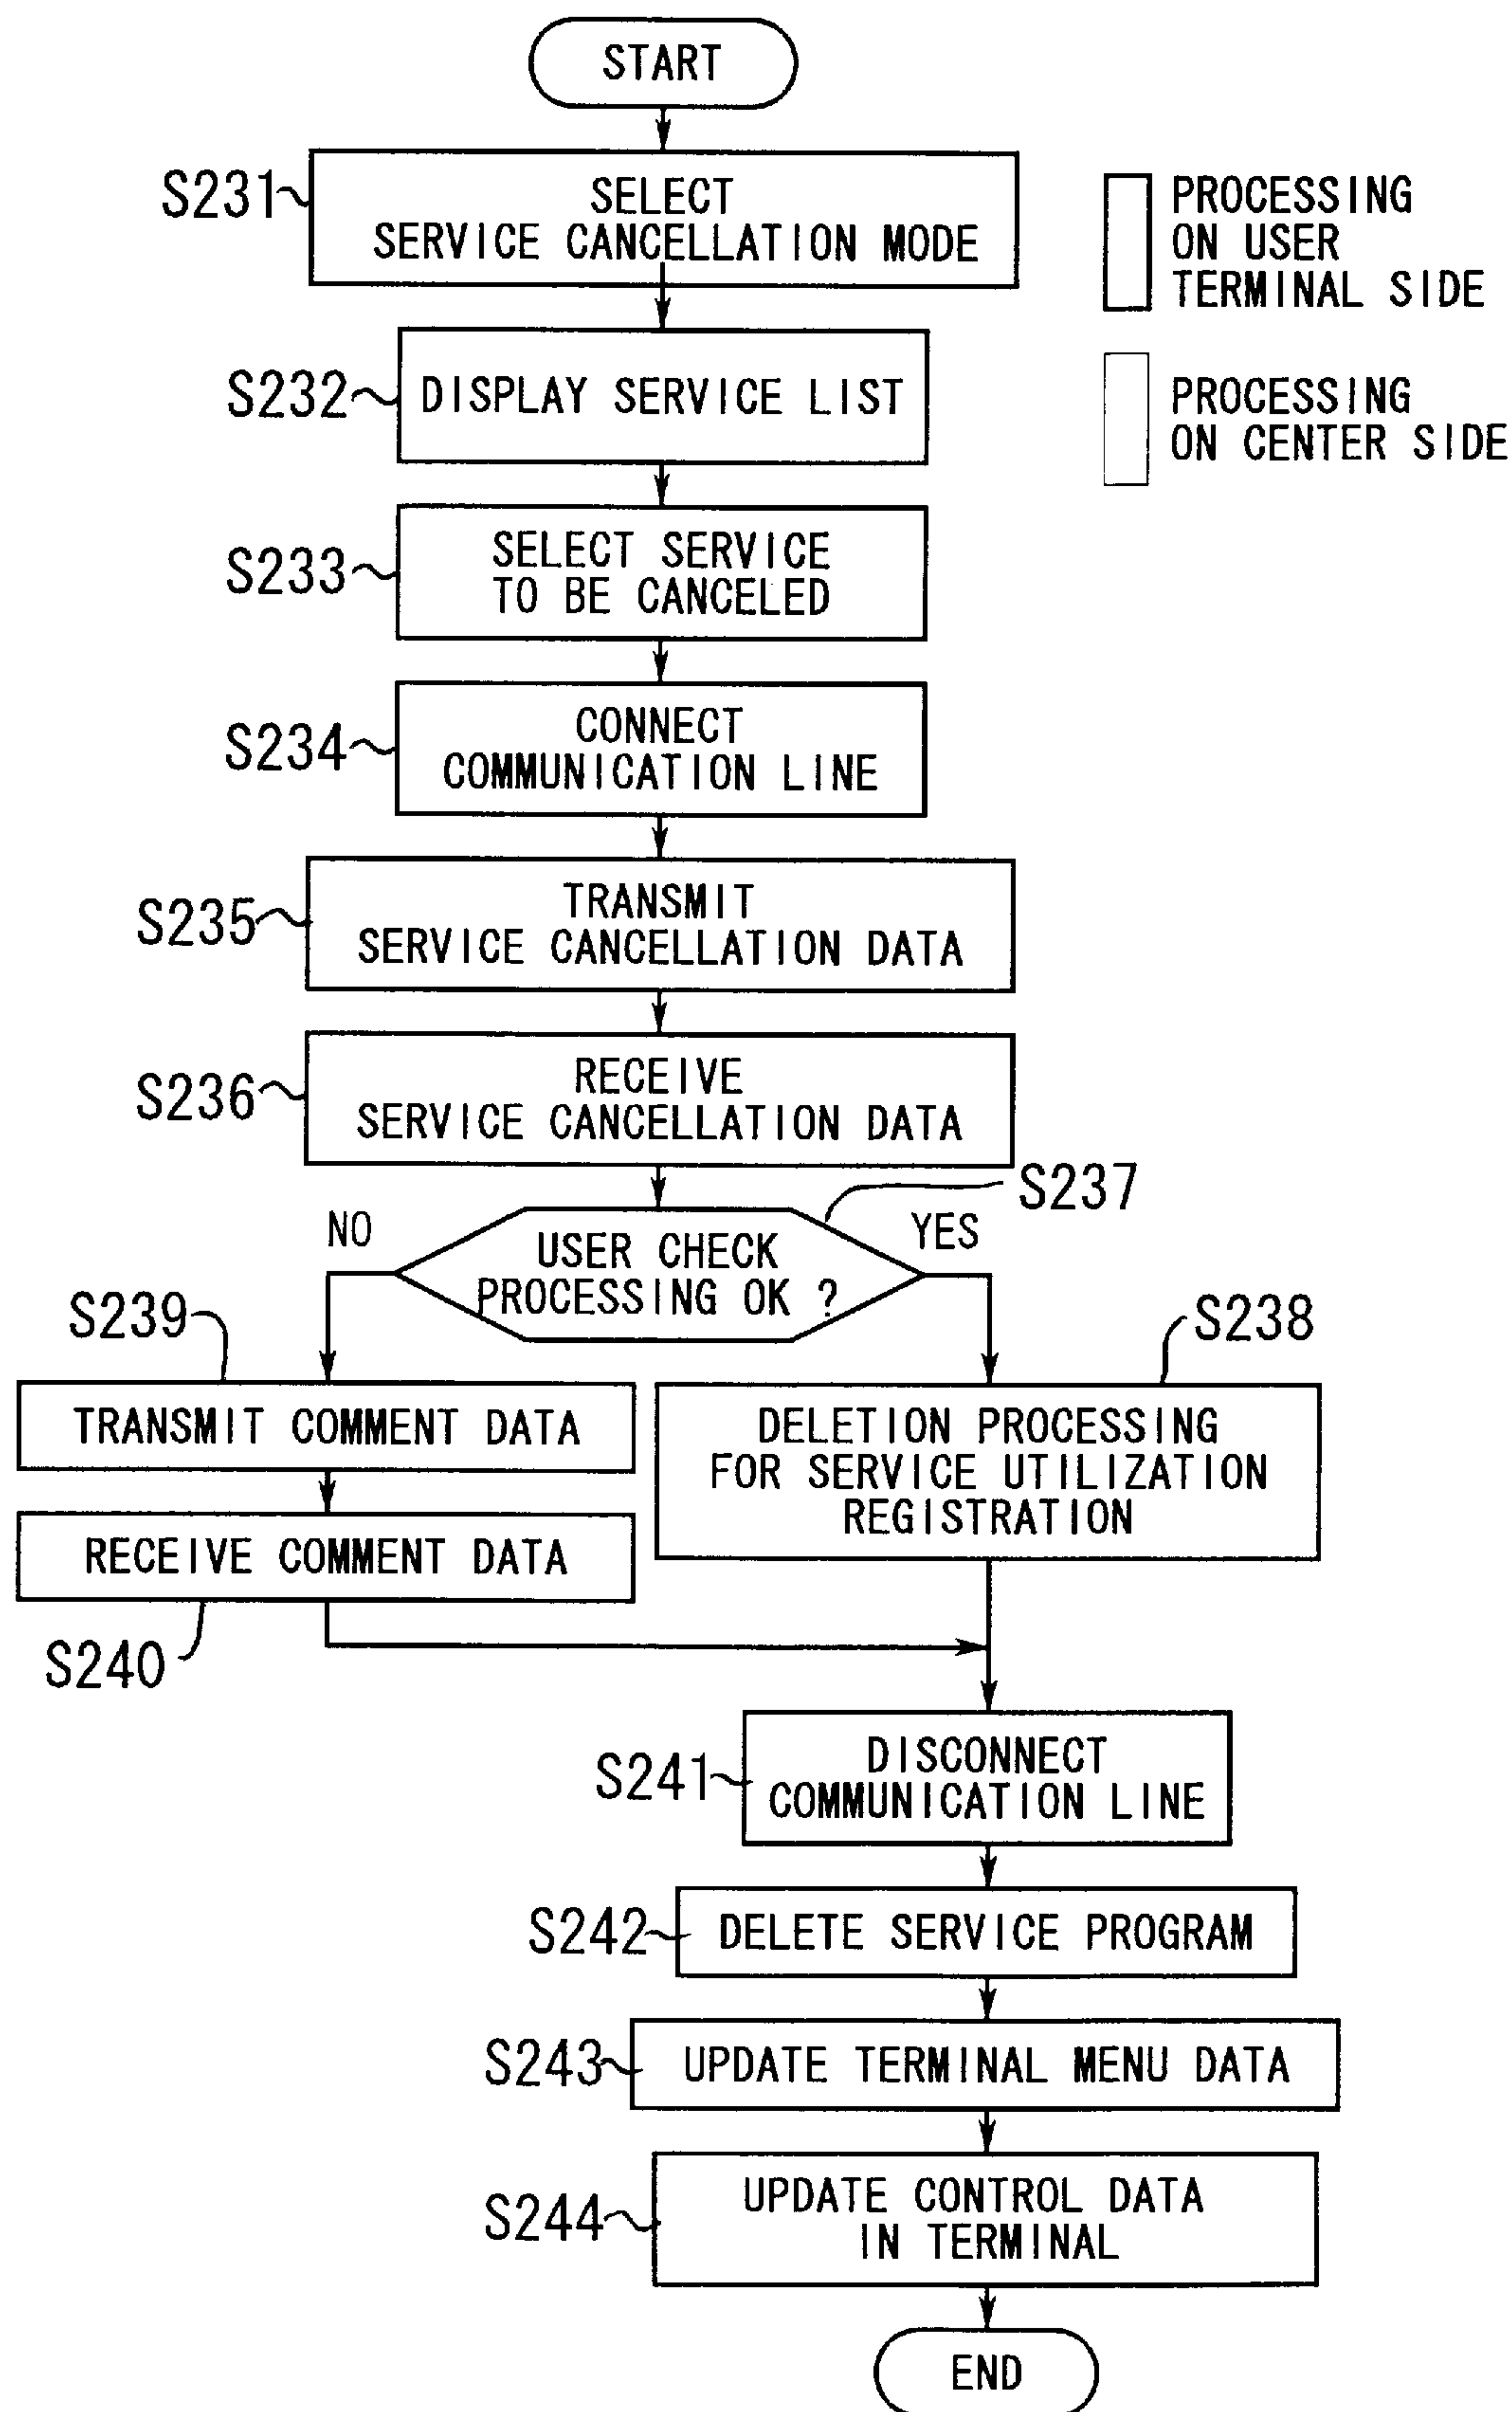 START
S231
SELECT
SERVICE CANCELLATION MODE
PROCESSING
ON USER
TERMINAL SIDE
S232
DISPLAY SERVICE LIST
PROCESSING
ON CENTER SIDE
S233
SELECT SERVICE
TO BE CANCELED
S234
CONNECT
COMMUNICATION LINE
S235
TRANSMIT
SERVICE CANCELLATION DATA
S236
RECEIVE
SERVICE CANCELLATION DATA
S237
NO
YES
USER CHECK
PROCESSING OK ?
S239
S238
TRANSMIT COMMENT DATA
DELETION PROCESSING
FOR SERVICE UTILIZATION
REGISTRATION
RECEIVE COMMENT DATA
S240
S241
DISCONNECT
COMMUNICATION LINE
S242
DELETE SERVICE PROGRAM
S243
UPDATE TERMINAL MENU DATA
S244
UPDATE CONTROL DATA
IN TERMINAL
END